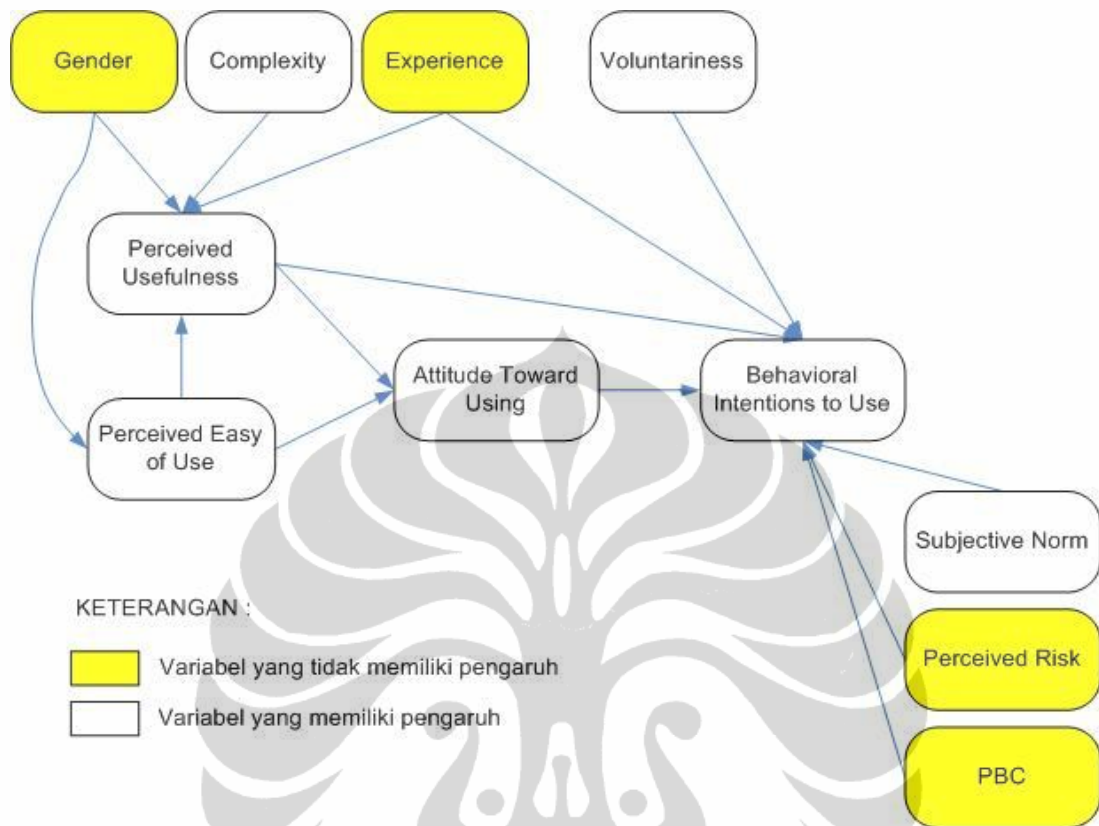 Gender
Complexity
Experience
Voluntariness
Perceived
Usefulness
Attitude Toward
Using
Behavioral
Intentions to Use
Perceived Easy
of Use
Subjective Norm
KETERANGAN :
Variabel yang tidak memiliki pengaruh
Perceived Risk
Variabel yang memiliki pengaruh
PBC